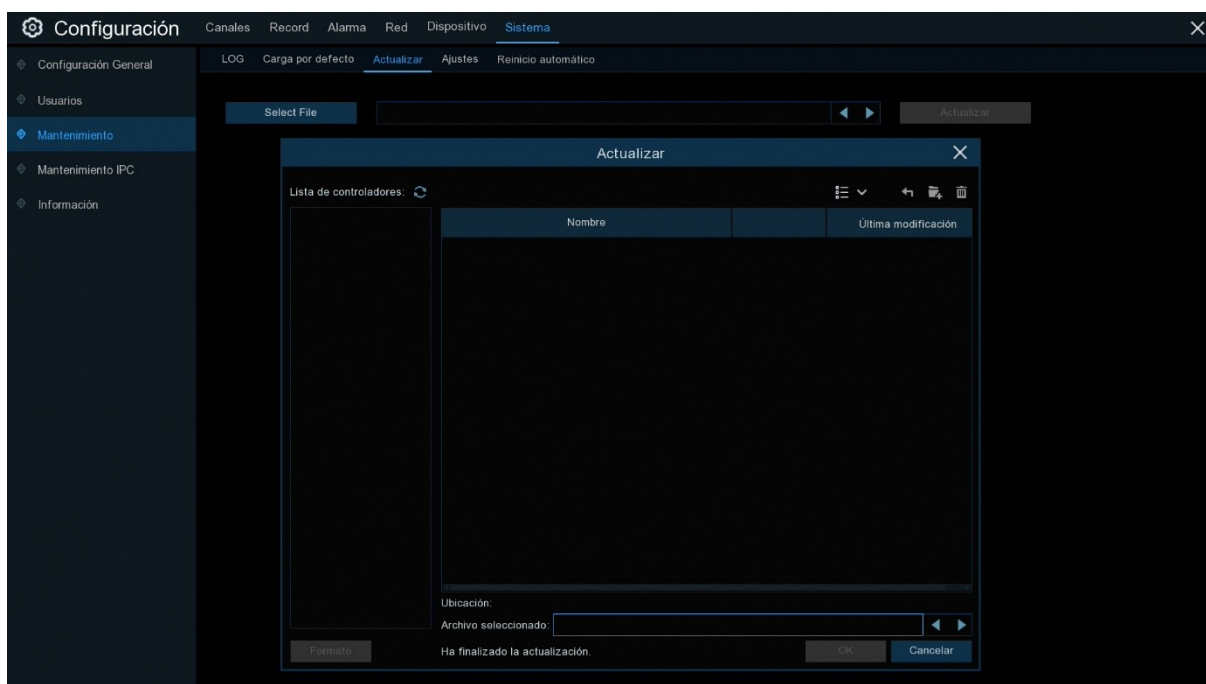 Configuración
Canales Record Alarma Red Dispositivo Sistema
Configuración General
Usuarios
Mantenimiento
Mantenimiento IPC
Información
LOG Carga por defecto Actualizar Ajustes Reinicio automático
Select File
Actualizar
Actualizar
Lista de controladores:
Nombre
Última modificación
Ubicación:
Archivo seleccionado:
Formato
Ha finalizado la actualización.
OK
Cancelar